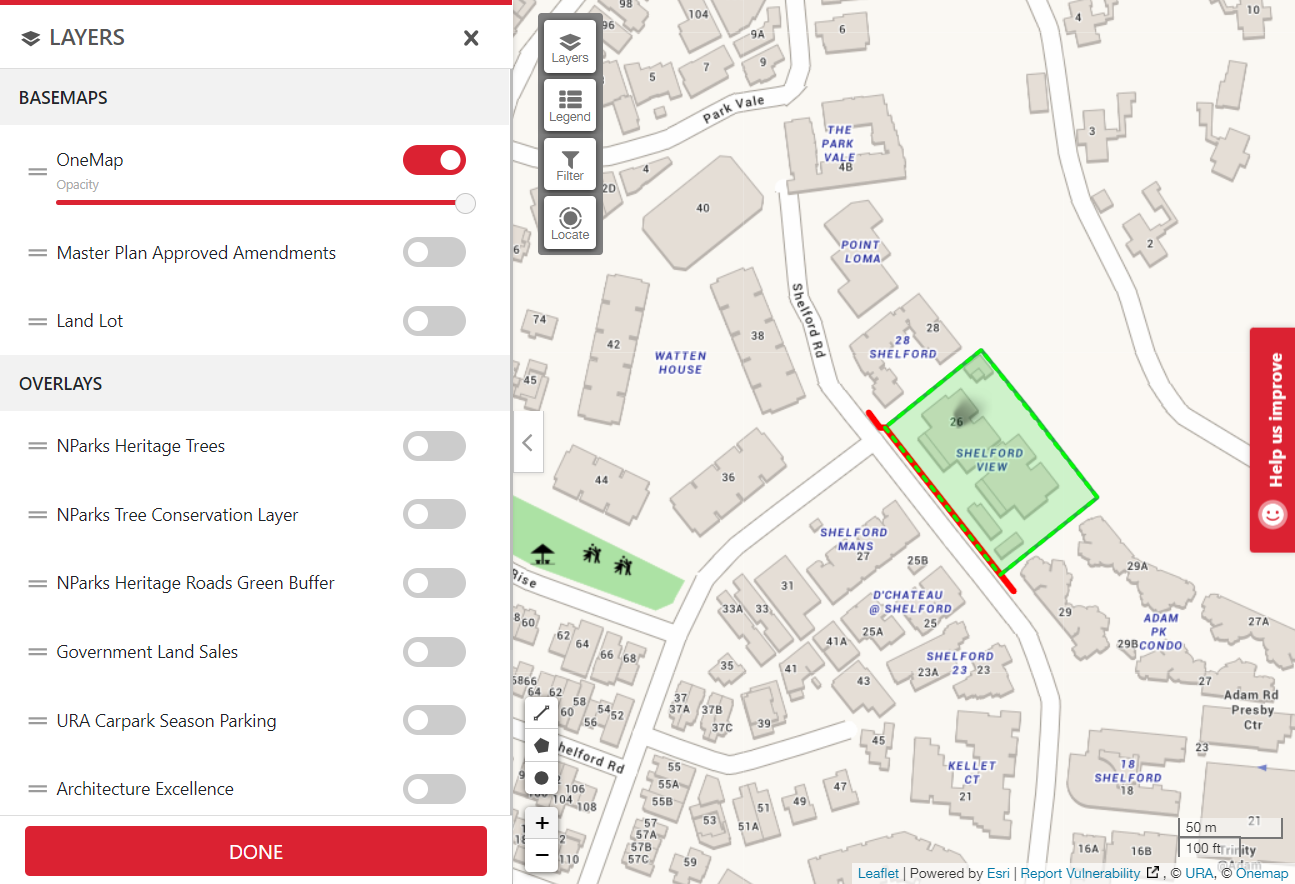 LAYERS
BASEMAPS
OneMap
Opacity
Master Plan Approved Amendments
Land Lot
OVERLAYS
NParks Heritage Trees
NParks Tree Conservation Layer
NParks Heritage Roads Green Buffer
Government Land Sales
URA Carpark Season Parking
Architecture Excellence
DONE
Layers
Legend
Filter
Locate
98
96
104
9A
9
6
5
7
4
10
Park Vale
THE
PARK
VALE
4B
3
2
4
2D
40
6
POINT
LOMA
Shelford Rd
74
42
38
WATTEN
HOUSE
45
28
28
SHELFORD
26
SHELFORD
VIEW
44
36
SHELFORD
MANS
27
25B
D'CHATEAU
@ SHELFORD
25
25A
31
33A
33
41A
41
35
43
SHELFORD
23
23
23A
29A
29
29B
ADAM
PK
CONDO
27A
27
Adam Rd
Presby
Ctr
23
Rise
60
62
64
66
68
64
62
58
60
54
56
52
37
37A
37B
37C
39
45
KELLET
CT
21
18
SHELFORD
18
21
helford Rd
106
104
108
110
55
55A
55B
57
57A
57B
57C
53
51
51A
49
47
59
16A
16B
Trinity
@Adam
+
−
50 m
100 ft
Help us improve
Leaflet | Powered by Esri | Report Vulnerability , © URA, © Onemap